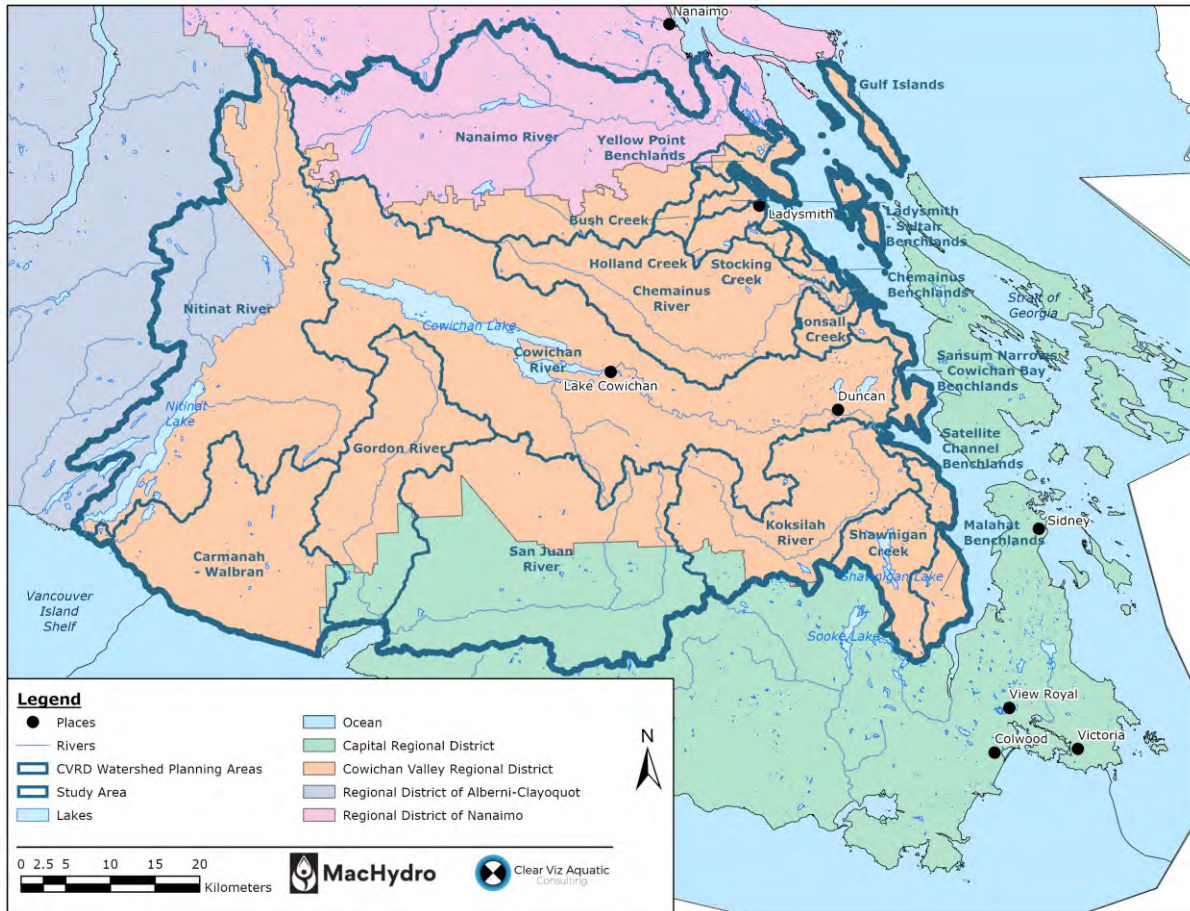 Nanaimo
Gulf Islands
Nanaimo River
Yellow Point
Benchlands
Bush Creek
Ladysmith
Ladysmith
- Saltair
Benchlands
Holland Creek
Stocking
Creek
Chemainus
River
Chemainus
Benchlands
Strait of
Georgia
Nitinat River
Cowichan Lake
Cowichan
River
Lake Cowichan
onsall
Creek
Sansum Narrows
- Cowichan Bay
Benchlands
Duncan
Nitinat
Lake
Gordon River
Satellite
Channel
Benchlands
Carmanah
- Walbran
San Juan
River
Koksilah
River
Shawnigan
Creek
Shawnigan Lake
Malahat
Benchlands
Sidney
Vancouver
Island
Shelf
Sooke Lake
View Royal
Colwood
Victoria
Legend
Places
Rivers
CVRD Watershed Planning Areas
Study Area
Lakes
Ocean
Capital Regional District
Cowichan Valley Regional District
Regional District of Alberni-Clayoquot
Regional District of Nanaimo
N
0 2.5 5 10 15 20
Kilometers
MacHydro
Clear Viz Aquatic
Consulting